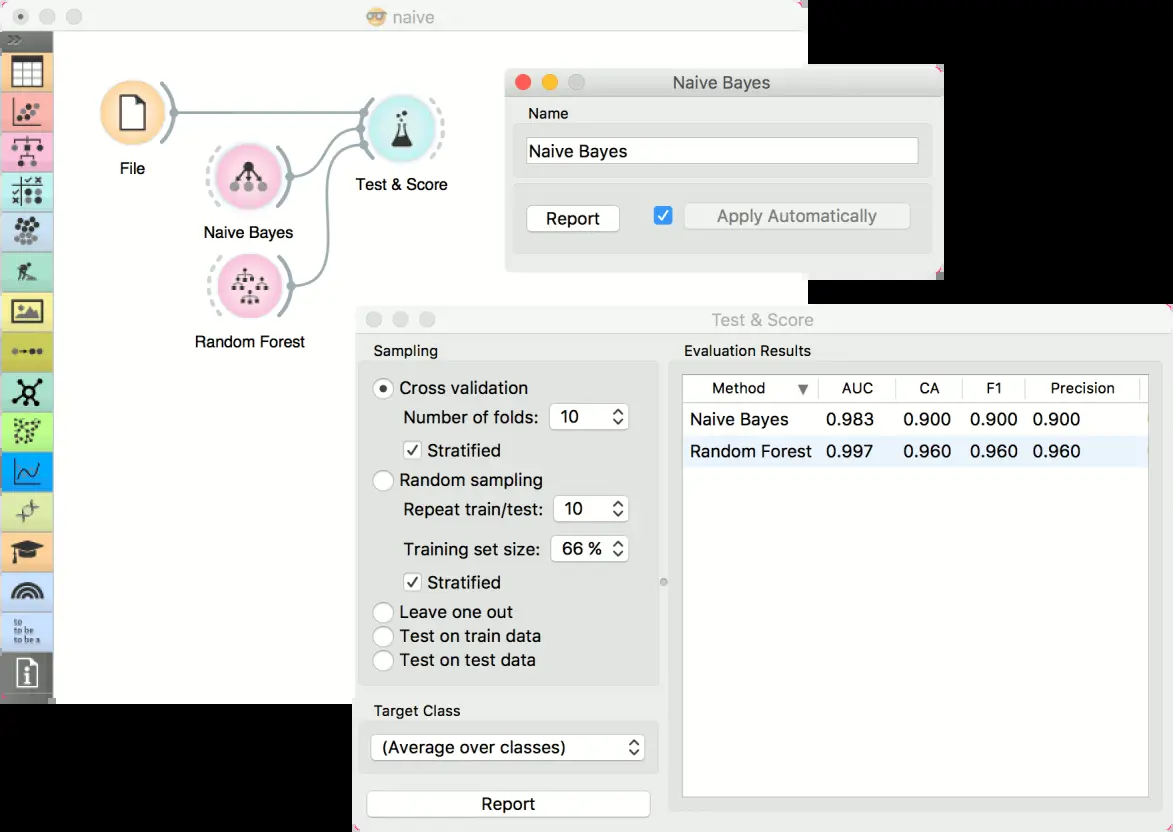 naive
File
Test & Score
Naive Bayes
Random Forest
to
to be
to be a
Naive Bayes
Name
Naive Bayes
Report
Apply Automatically
Test & Score
Sampling
Cross validation
Number of folds: 10
Stratified
Random sampling
Repeat train/test: 10
Training set size: 66 %
Stratified
Leave one out
Test on train data
Test on test data
Target Class
(Average over classes)
Report
Evaluation Results
Method AUC CA F1 Precision
Naive Bayes 0.983 0.900 0.900 0.900
Random Forest 0.997 0.960 0.960 0.960